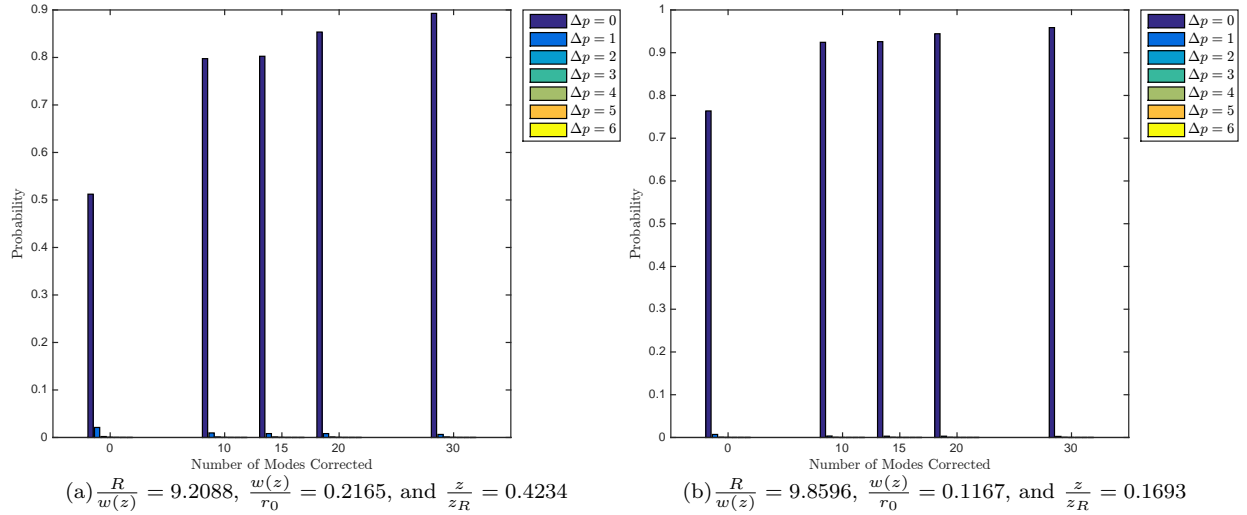 0.9
0.8
0.7
0.6
0.5
0.4
0.3
0.2
0.1
0
Probability
0 10 15 20 30
Number of Modes Corrected
Δp = 0
Δp = 1
Δp = 2
Δp = 3
Δp = 4
Δp = 5
Δp = 6
(a) R/w(z) = 9.2088, w(z)/r₀ = 0.2165, and z/z_R = 0.4234
1
0.9
0.8
0.7
0.6
0.5
0.4
0.3
0.2
0.1
0
Probability
0 10 15 20 30
Number of Modes Corrected
Δp = 0
Δp = 1
Δp = 2
Δp = 3
Δp = 4
Δp = 5
Δp = 6
(b) R/w(z) = 9.8596, w(z)/r₀ = 0.1167, and z/z_R = 0.1693